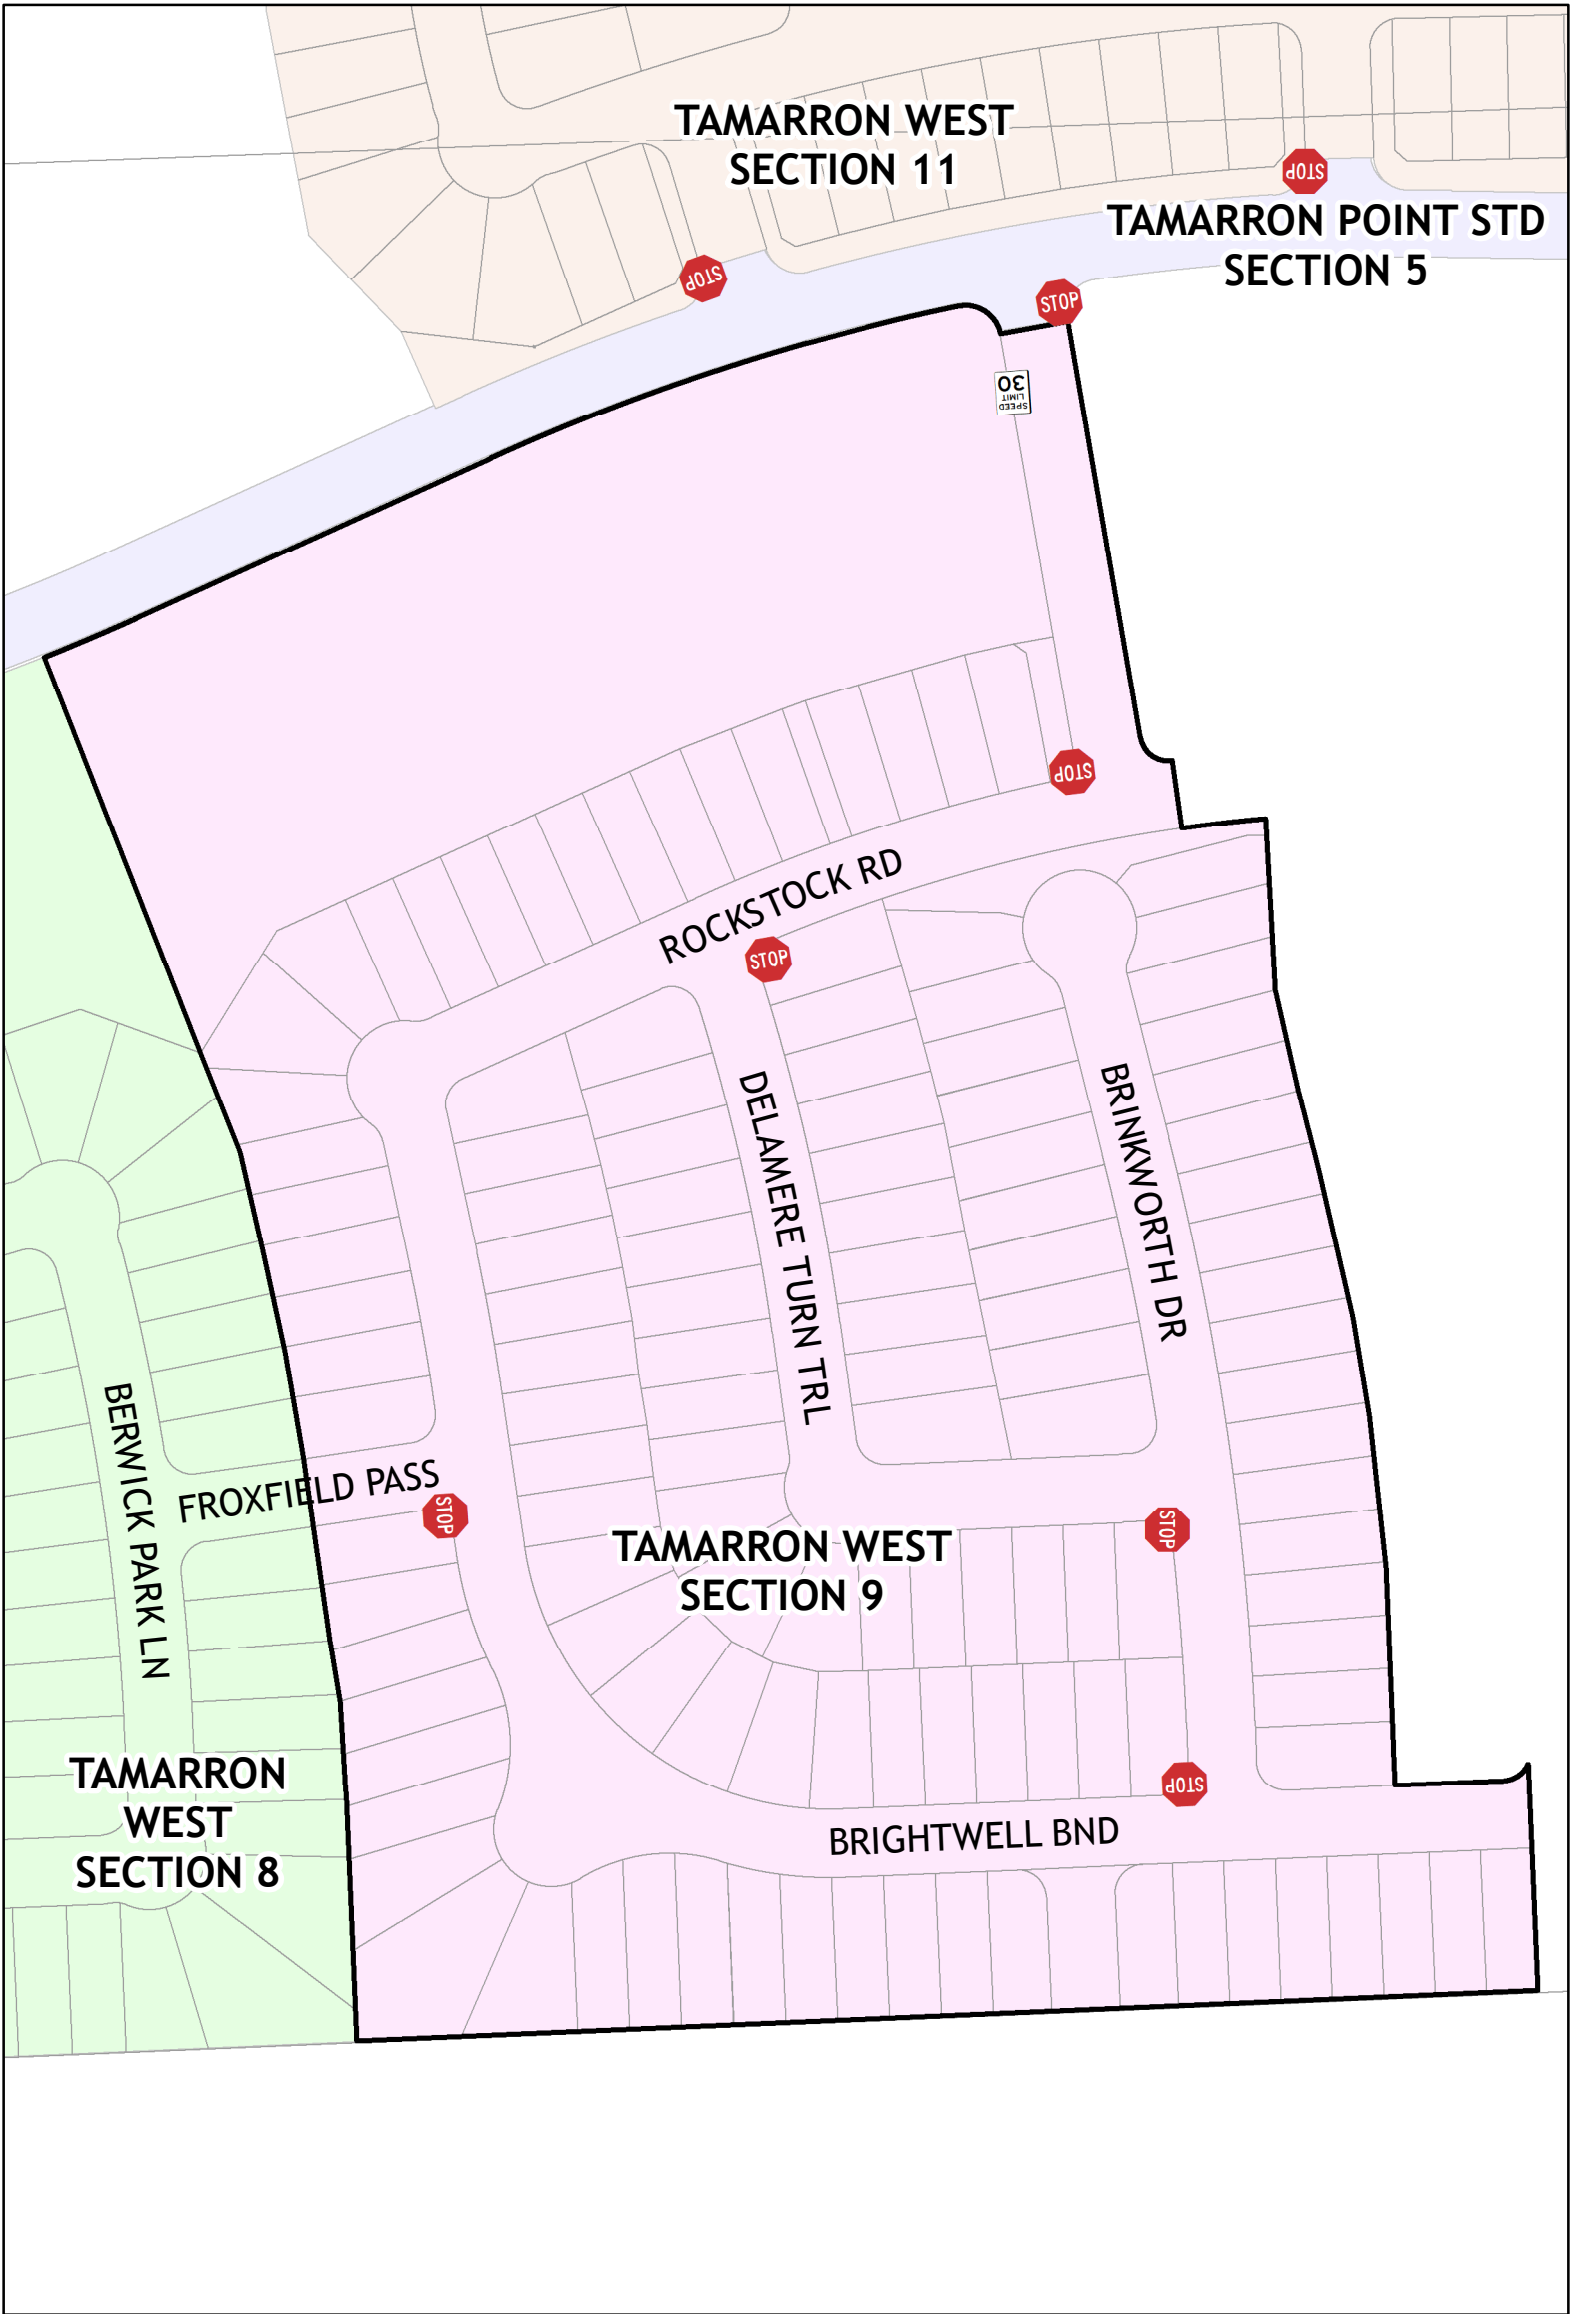 TAMARRON WEST
SECTION 11
STOP
TAMARRON POINT STD
SECTION 5
STOP
STOP
SPEED
LIMIT
30
STOP
ROCKSTOCK RD
STOP
DELAMERE TURN TRL
BRINKWORTH DR
BERWICK PARK LN
FROXFIELD PASS
STOP
STOP
TAMARRON WEST
SECTION 9
TAMARRON
WEST
SECTION 8
STOP
BRIGHTWELL BND